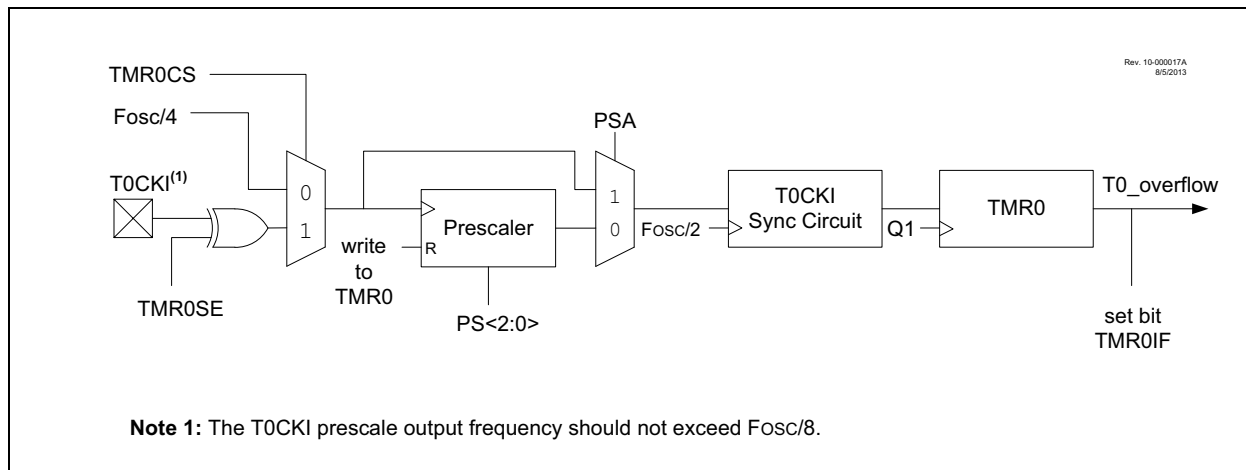 Rev. 10-000017A
8/5/2013
TMR0CS
Fosc/4
PSA
T0CKI(1)
0
1
1
0
T0CKI
Sync Circuit
TMR0
T0_overflow
Prescaler
R
FOSC/2
Q1
write
to
TMR0
TMR0SE
PS<2:0>
set bit
TMR0IF
Note 1: The T0CKI prescale output frequency should not exceed FOSC/8.